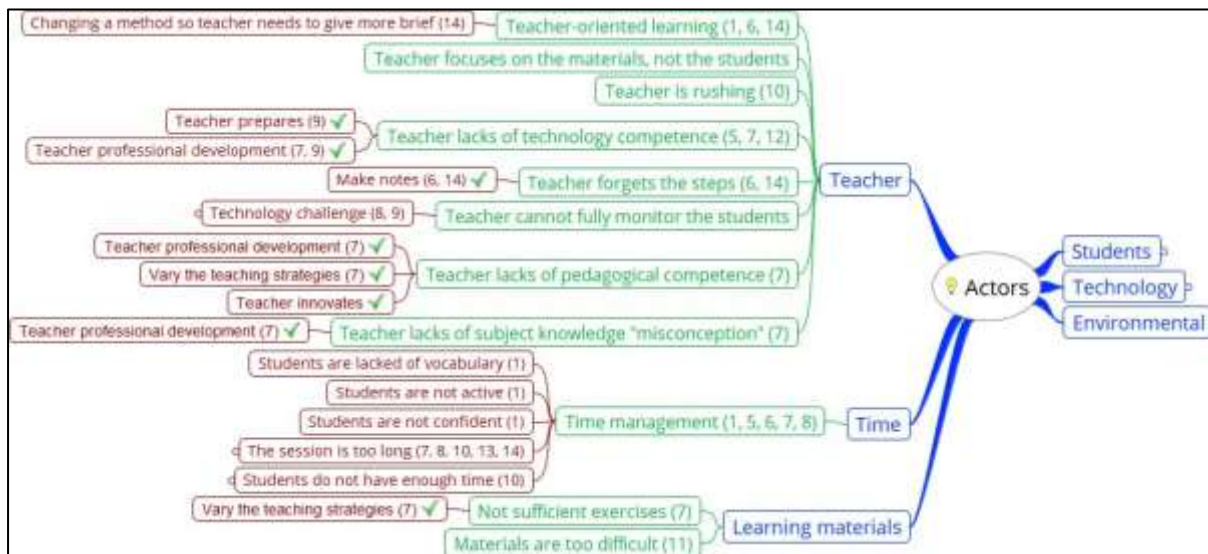 Changing a method so teacher needs to give more brief (14)
Teacher-oriented learning (1, 6, 14)
Teacher focuses on the materials, not the students
Teacher is rushing (10)
Teacher prepares (9)
Teacher professional development (7, 9)
Teacher lacks of technology competence (5, 7, 12)
Make notes (6, 14)
Teacher forgets the steps (6, 14)
Technology challenge (8, 9)
Teacher cannot fully monitor the students
Teacher professional development (7)
Vary the teaching strategies (7)
Teacher innovates
Teacher lacks of pedagogical competence (7)
Teacher professional development (7)
Teacher lacks of subject knowledge "misconception" (7)
Teacher
Students are lacked of vocabulary (1)
Students are not active (1)
Students are not confident (1)
The session is too long (7, 8, 10, 13, 14)
Students do not have enough time (10)
Time management (1, 5, 6, 7, 8)
Time
Vary the teaching strategies (7)
Not sufficient exercises (7)
Materials are too difficult (11)
Learning materials
Actors
Students
Technology
Environmental